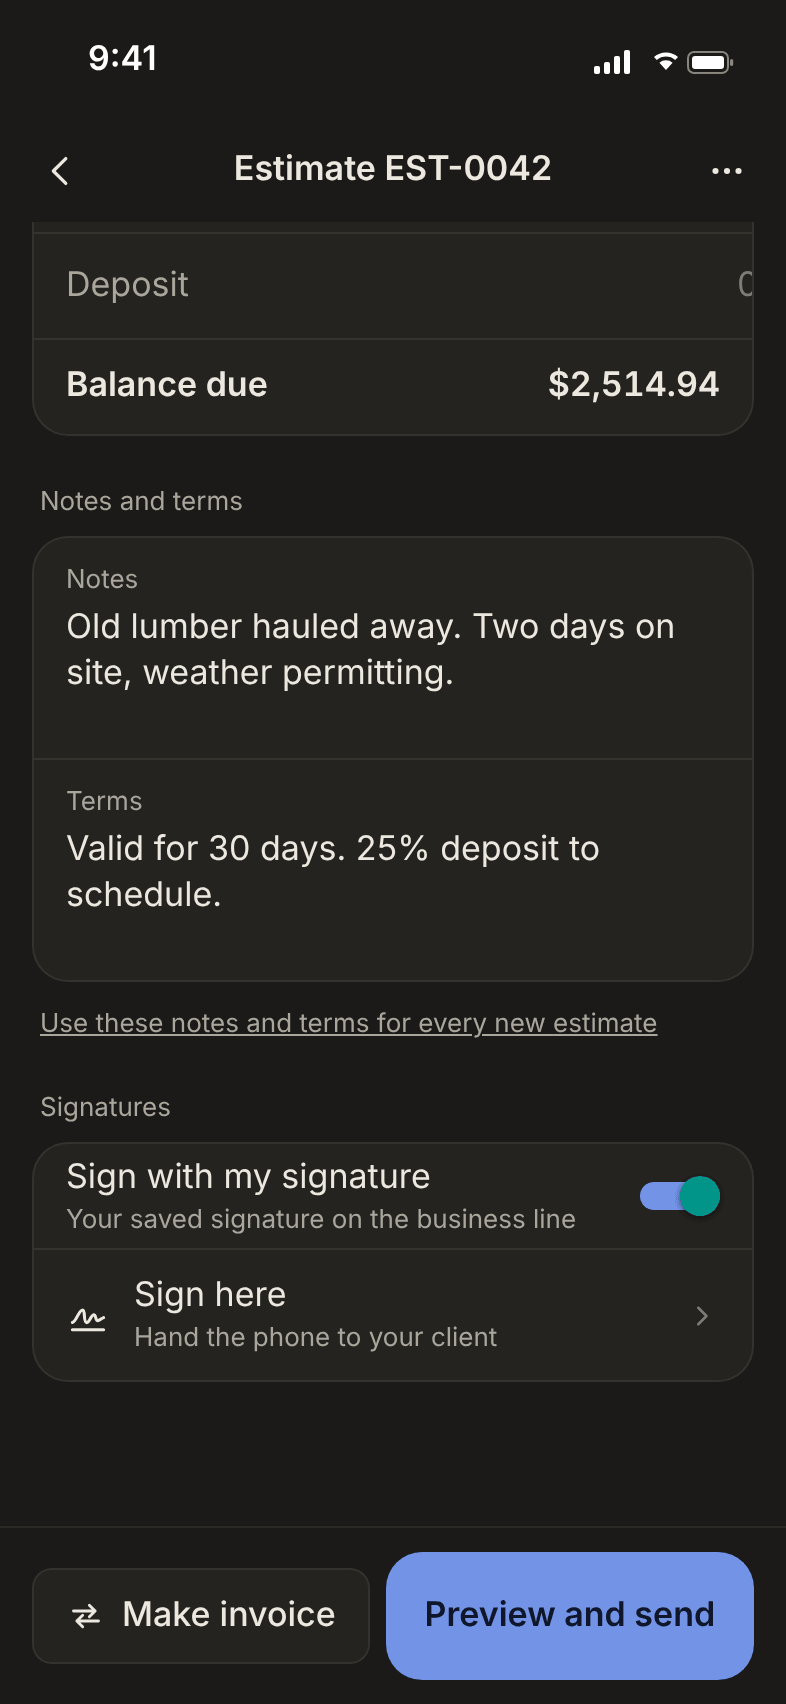 9:41
Estimate EST-0042
Deposit
Balance due $2,514.94
Notes and terms
Notes
Old lumber hauled away. Two days on
site, weather permitting.
Terms
Valid for 30 days. 25% deposit to
schedule.
Use these notes and terms for every new estimate
Signatures
Sign with my signature
Your saved signature on the business line
Sign here
Hand the phone to your client
Make invoice
Preview and send